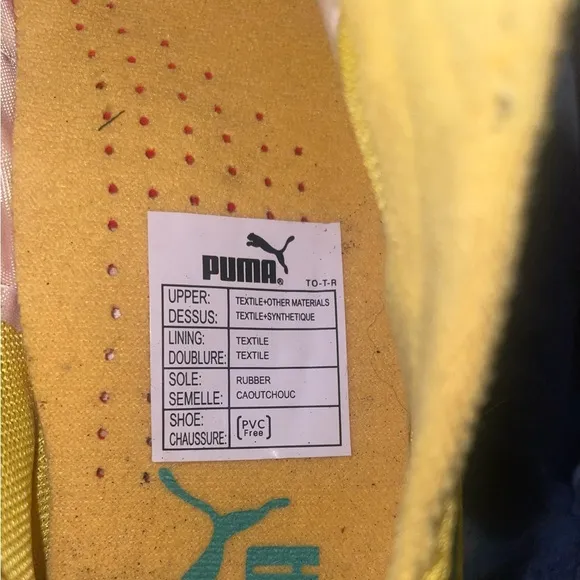 PUMA®
TO-T-R
UPPER: TEXTILE+OTHER MATERIALS
DESSUS: TEXTILE+SYNTHETIQUE
LINING: TEXTILE
DOUBLURE: TEXTILE
SOLE: RUBBER
SEMELLE: CAOUTCHOUC
SHOE: PVC
CHAUSSURE: Free